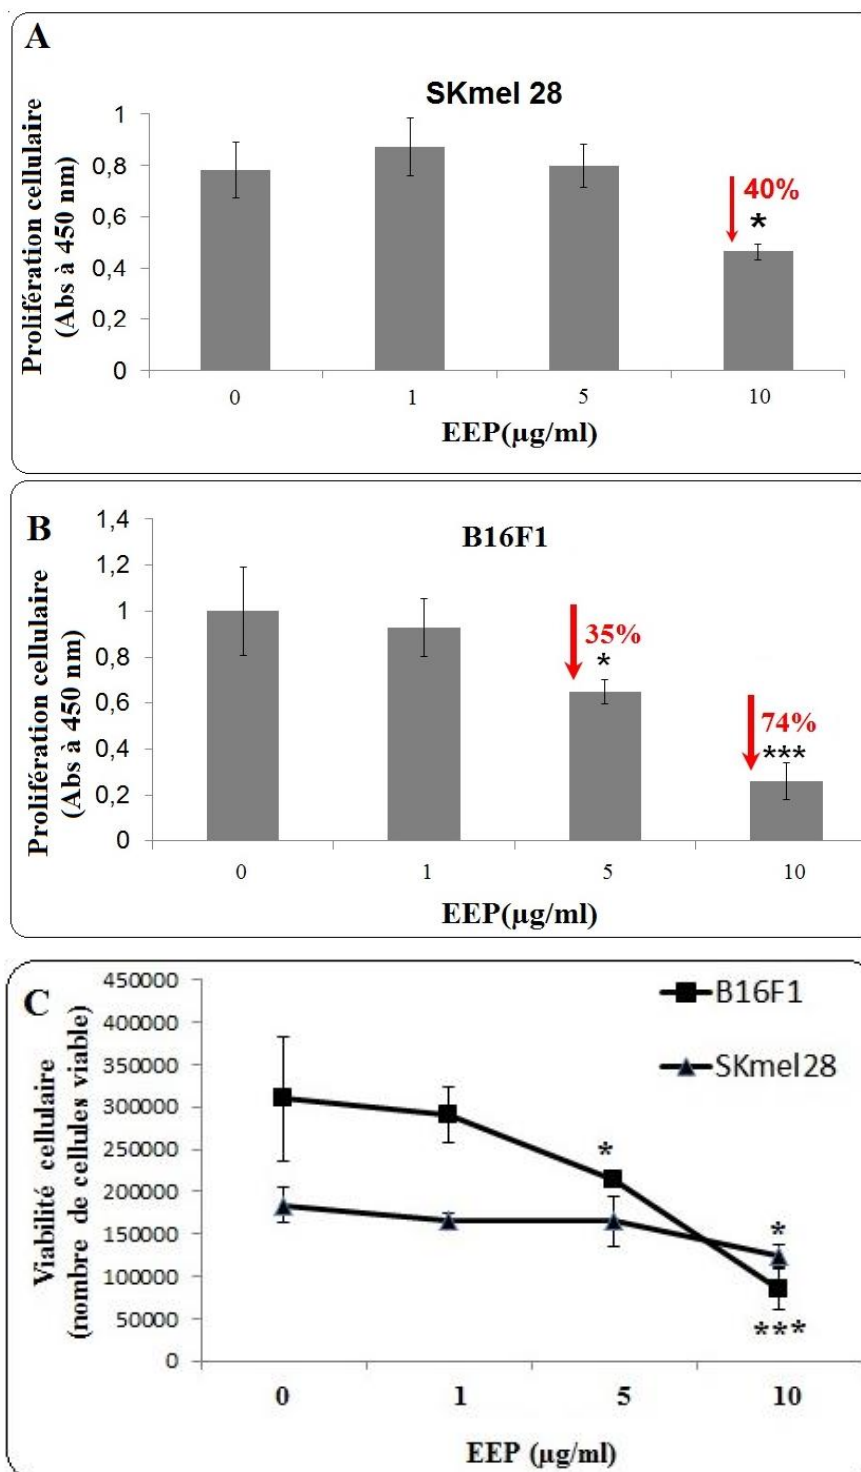 A
SKmel 28
Prolifération cellulaire
(Abs à 450 nm)
1
0,8
0,6
0,4
0,2
0
40%
*
0
1
5
10
EEP(µg/ml)
B
B16F1
Prolifération cellulaire
(Abs à 450 nm)
1,4
1,2
1
0,8
0,6
0,4
0,2
0
35%
*
74%
***
0
1
5
10
EEP(µg/ml)
C
Viabilité cellulaire
(nombre de cellules viable)
450000
400000
350000
300000
250000
200000
150000
100000
50000
0
B16F1
SKmel28
*
*
***
0
1
5
10
EEP (µg/ml)